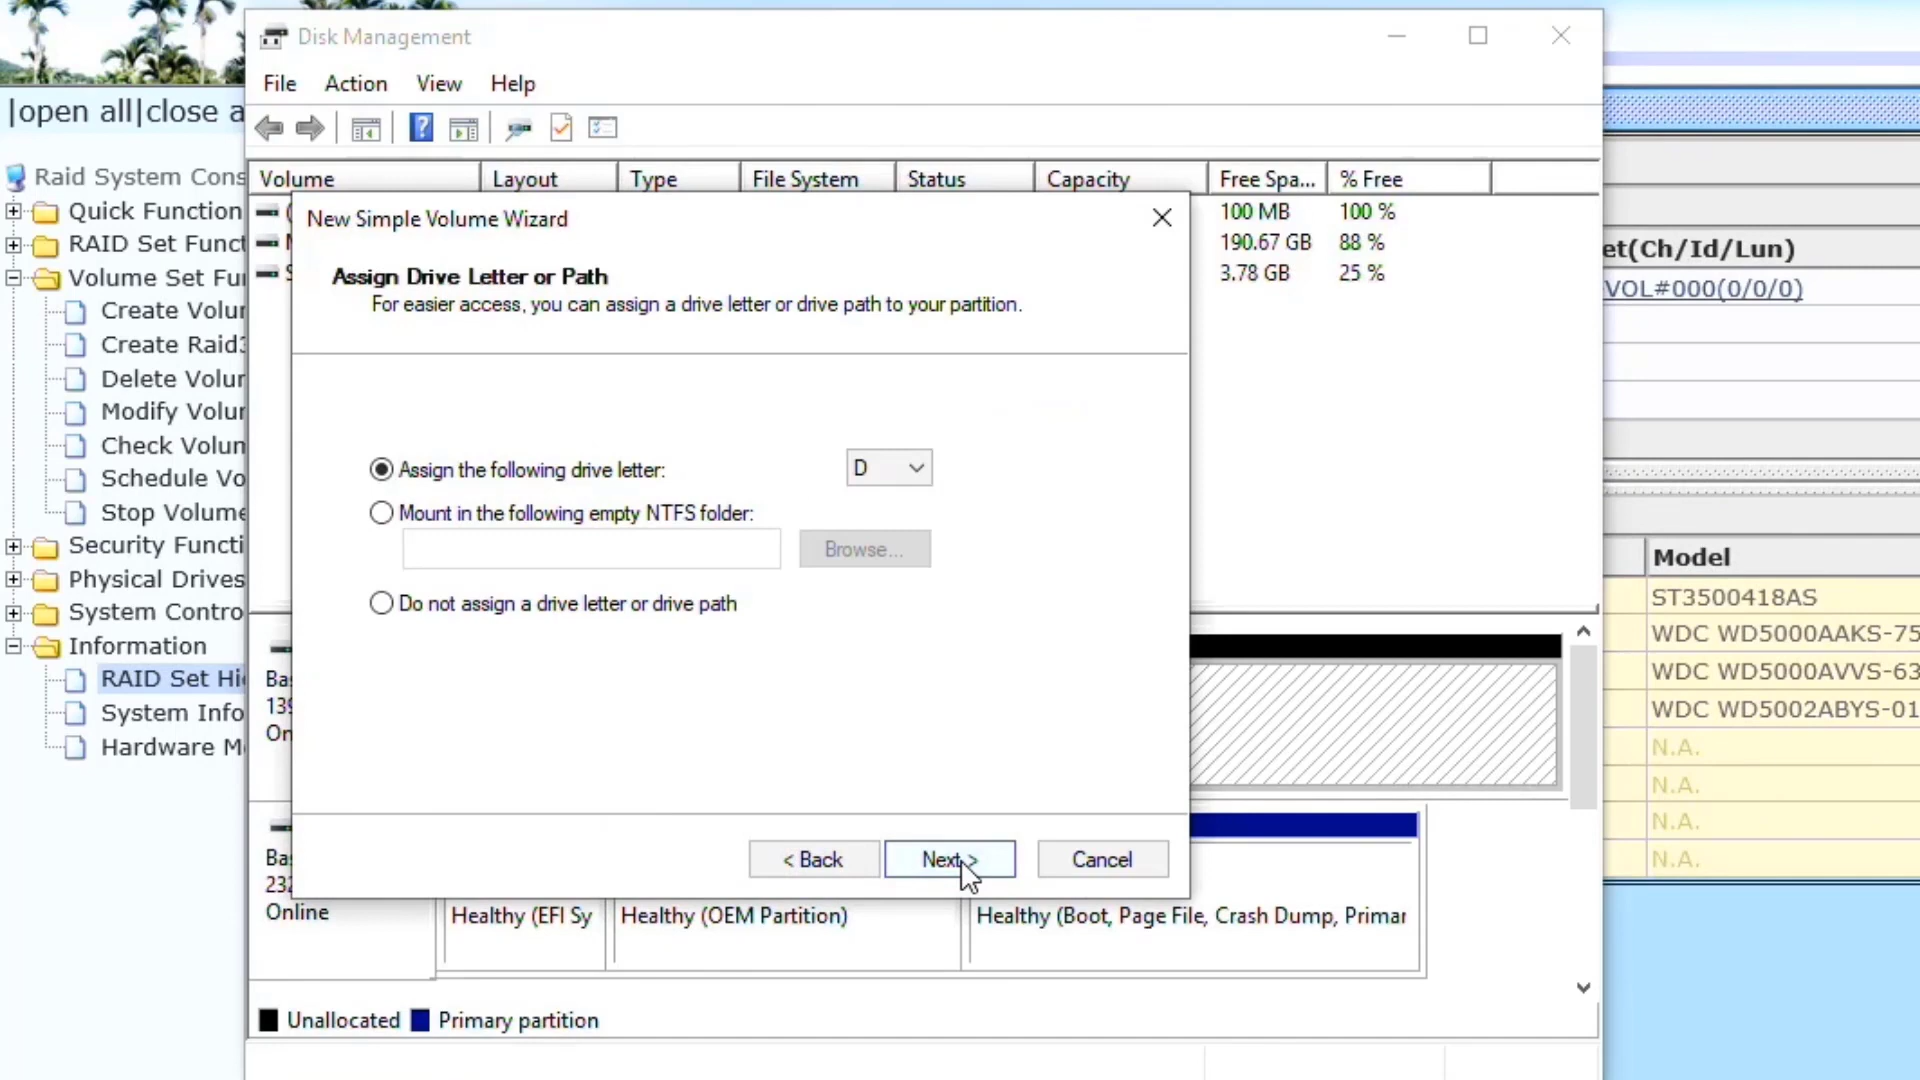 Disk Management
File Action View Help
|open all|close a
Raid System Cons
Quick Function
RAID Set Funct
Volume Set Fu
Create Volu
Create Raid3
Delete Volu
Modify Volu
Check Volum
Schedule Vo
Stop Volume
Security Functi
Physical Drives
System Contro
Information
RAID Set Hi
System Info
Hardware M
Volume Layout Type File System Status Capacity Free Spa... % Free
100 MB 100 %
190.67 GB 88 %
3.78 GB 25 %
New Simple Volume Wizard
Assign Drive Letter or Path
For easier access, you can assign a drive letter or drive path to your partition.
Assign the following drive letter: D
Mount in the following empty NTFS folder:
Browse...
Do not assign a drive letter or drive path
< Back Next > Cancel
Ba
139
On
Ba
232
Online
Healthy (EFI Sy
Healthy (OEM Partition)
Healthy (Boot, Page File, Crash Dump, Primar
Unallocated Primary partition
et(Ch/Id/Lun)
VOL#000(0/0/0)
Model
ST3500418AS
WDC WD5000AAKS-75
WDC WD5000AVVS-63
WDC WD5002ABYS-01
N.A.
N.A.
N.A.
N.A.